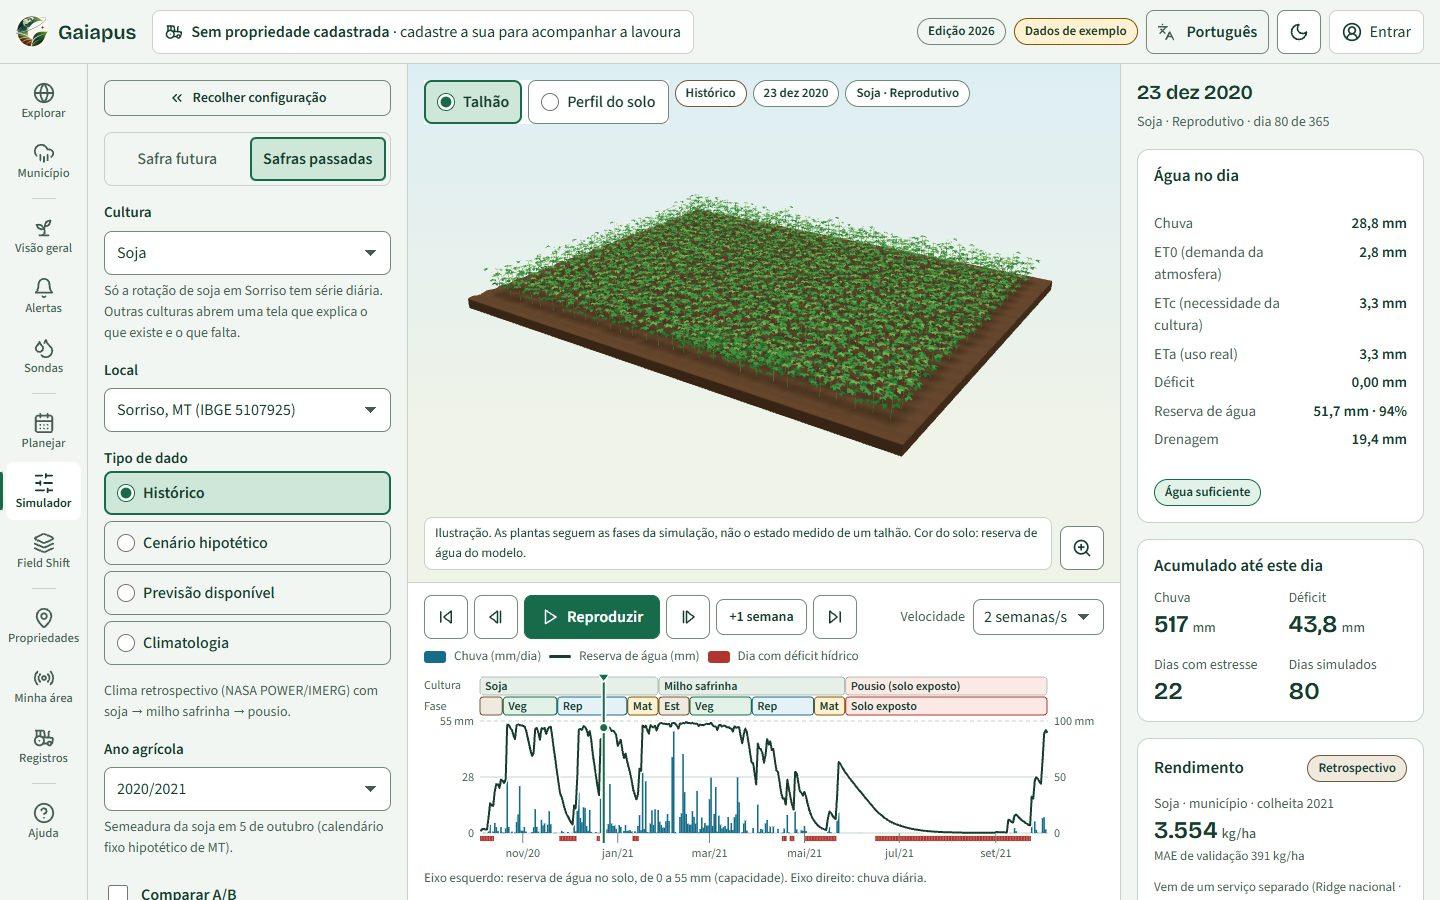 Gaiapus
Sem propriedade cadastrada · cadastre a sua para acompanhar a lavoura
Edição 2026
Dados de exemplo
Português
Entrar
Explorar
Município
Visão geral
Alertas
Sondas
Planejar
Simulador
Field Shift
Propriedades
Minha área
Registros
Ajuda
Recolher configuração
Safra futura
Safras passadas
Cultura
Soja
Só a rotação de soja em Sorriso tem série diária.
Outras culturas abrem uma tela que explica o
que existe e o que falta.
Local
Sorriso, MT (IBGE 5107925)
Tipo de dado
Histórico
Cenário hipotético
Previsão disponível
Climatologia
Clima retrospectivo (NASA POWER/IMERG) com
soja → milho safrinha → pousio.
Ano agrícola
2020/2021
Semeadura da soja em 5 de outubro (calendário
fixo hipotético de MT).
Comparar A/B
Talhão
Perfil do solo
Histórico
23 dez 2020
Soja · Reprodutivo
Ilustração. As plantas seguem as fases da simulação, não o estado medido de um talhão. Cor do solo: reserva de
água do modelo.
Reproduzir
+1 semana
Velocidade
2 semanas/s
Chuva (mm/dia)
Reserva de água (mm)
Dia com déficit hídrico
Cultura
Soja
Milho safrinha
Pousio (solo exposto)
Fase
Veg
Rep
Mat
Est
Veg
Rep
Mat
Solo exposto
55 mm
100 mm
28
50
0
0
nov/20
jan/21
mar/21
mai/21
jul/21
set/21
Eixo esquerdo: reserva de água no solo, de 0 a 55 mm (capacidade). Eixo direito: chuva diária.
23 dez 2020
Soja · Reprodutivo · dia 80 de 365
Água no dia
Chuva 28,8 mm
ET0 (demanda da 2,8 mm
atmosfera)
ETc (necessidade da 3,3 mm
cultura)
ETa (uso real) 3,3 mm
Déficit 0,00 mm
Reserva de água 51,7 mm · 94%
Drenagem 19,4 mm
Água suficiente
Acumulado até este dia
Chuva
Déficit
517 mm
43,8 mm
Dias com estresse
Dias simulados
22
80
Rendimento
Retrospectivo
Soja · município · colheita 2021
3.554 kg/ha
MAE de validação 391 kg/ha
Vem de um serviço separado (Ridge nacional ·